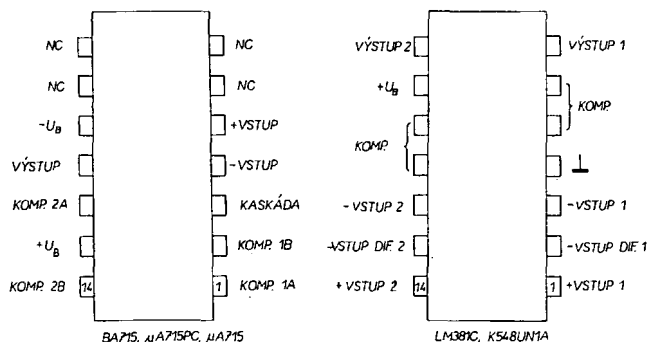 NC
NC
NC
NC
-U_B
+VSTUP
VÝSTUP
-VSTUP
KOMP. 2A
KASKÁDA
+U_B
KOMP. 1B
KOMP. 2B
14
1
KOMP. 1A
BA715, µA715PC, µA715
VÝSTUP 2
VÝSTUP 1
+U_B
KOMP.
KOMP.
-VSTUP 2
-VSTUP 1
-VSTUP DIF. 2
-VSTUP DIF. 1
+VSTUP 2
14
1
+VSTUP 1
LM381C, K548UN1A